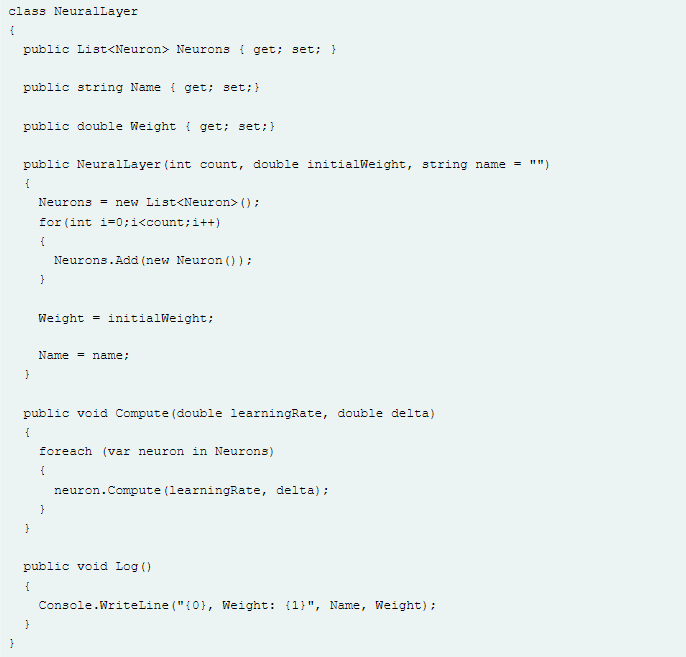 class NeuralLayer
{
public List<Neuron> Neurons { get; set; }
public string Name { get; set;}
public double Weight { get; set;}
public NeuralLayer(int count, double initialWeight, string name = "")
{
Neurons = new List<Neuron>();
for(int i=0;i<count;i++)
{
Neurons.Add(new Neuron());
}
Weight = initialWeight;
Name = name;
}
public void Compute(double learningRate, double delta)
{
foreach (var neuron in Neurons)
{
neuron.Compute(learningRate, delta);
}
}
public void Log()
{
Console.WriteLine("{0}, Weight: {1}", Name, Weight);
}
}